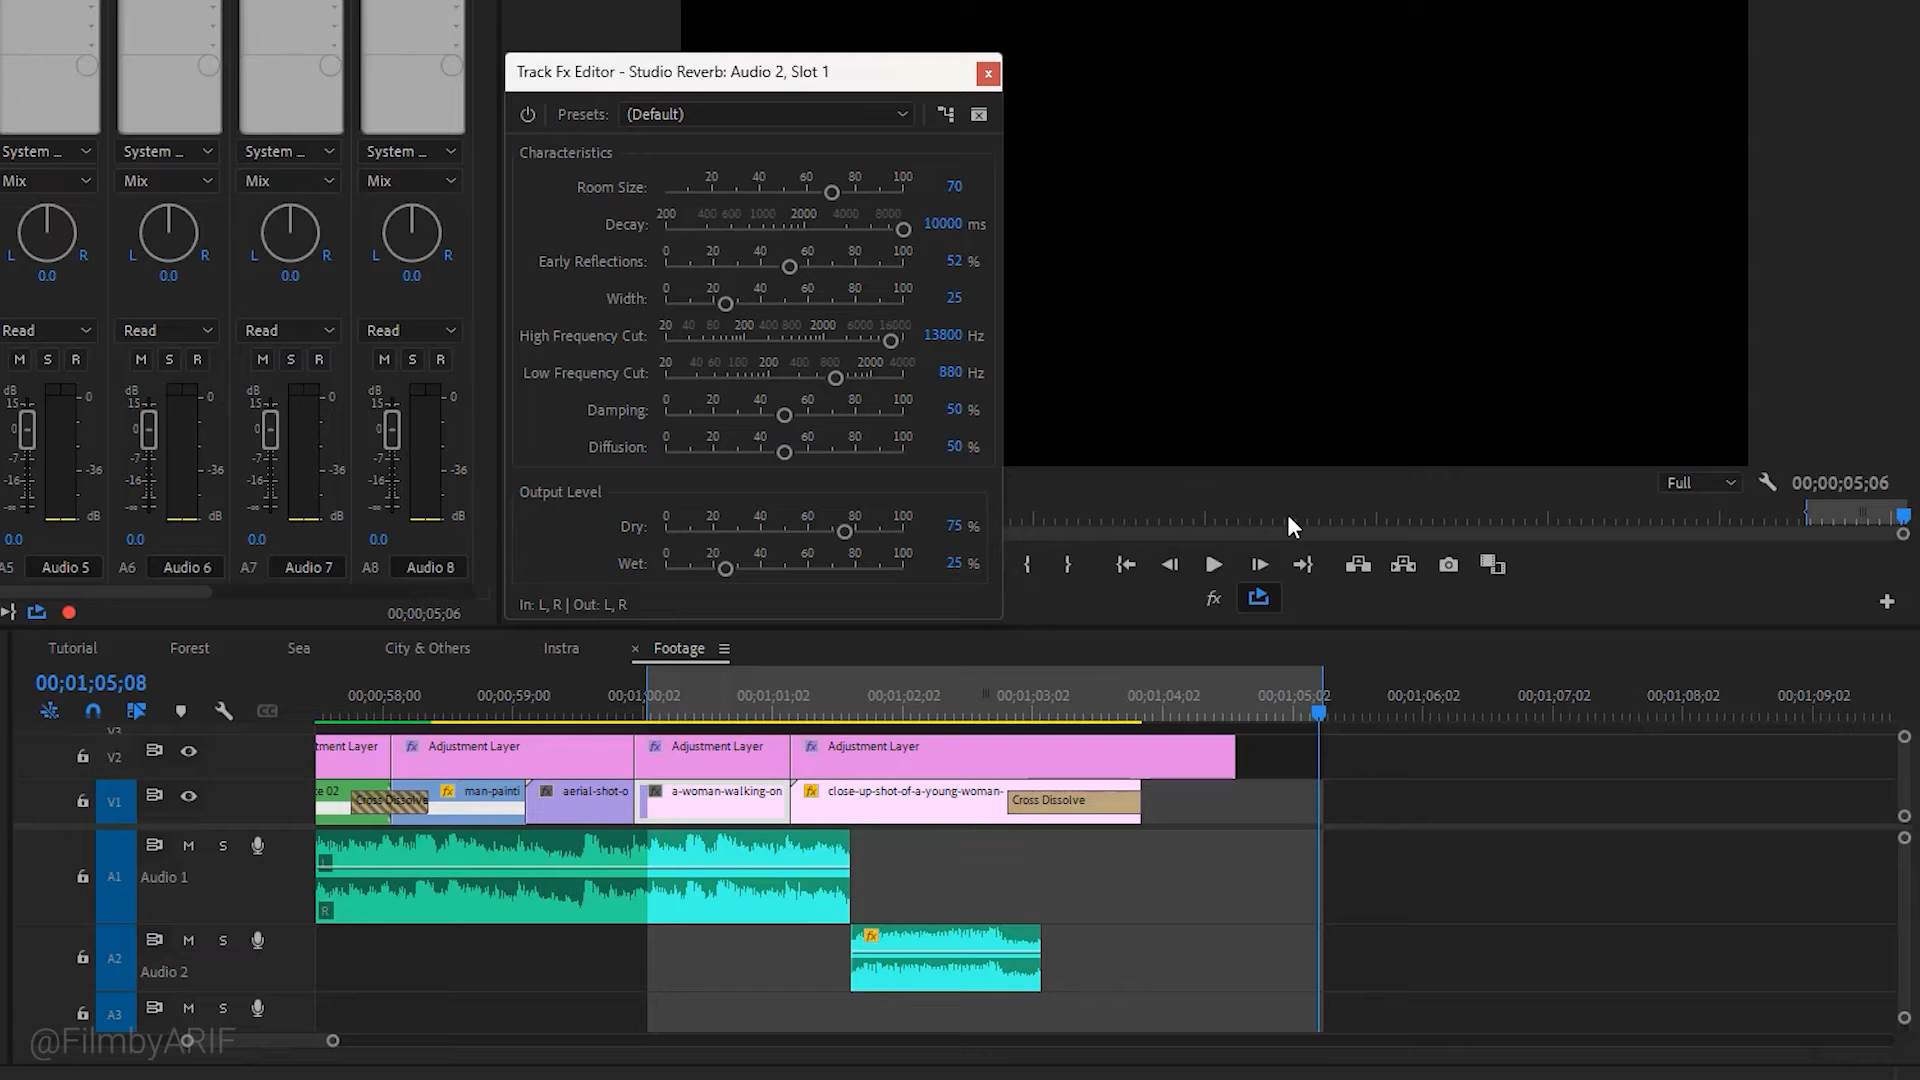 Track Fx Editor - Studio Reverb: Audio 2, Slot 1
x
Presets: (Default)
Characteristics
Room Size: 20 40 60 80 100 70
Decay: 200 400 600 1000 2000 4000 8000 10000 ms
Early Reflections: 0 20 40 60 80 100 52 %
Width: 0 20 40 60 80 100 25
High Frequency Cut: 20 40 80 200 400 800 2000 6000 16000 13800 Hz
Low Frequency Cut: 20 40 60 100 200 400 800 2000 4000 880 Hz
Damping: 0 20 40 60 80 100 50 %
Diffusion: 0 20 40 60 80 100 50 %
Output Level
Dry: 0 20 40 60 80 100 75 %
Wet: 0 20 40 60 80 100 25 %
In: L, R | Out: L, R
System ... System ... System ... System ...
Mix Mix Mix Mix
L R L R L R L R
0.0 0.0 0.0 0.0
Read Read Read Read
M S R M S R M S R M S R
dB 0 dB 0 dB 0 dB 0
15 15 15 15
0 0 0 0
-7 -36 -7 -36 -7 -36 -7 -36
-16 -16 -16 -16
-∞ dB -∞ dB -∞ dB -∞ dB
0.0 0.0 0.0 0.0
A5 Audio 5 A6 Audio 6 A7 Audio 7 A8 Audio 8
00;00;05;06
Full 00;00;05;06
fx
Tutorial Forest Sea City & Others Instra × Footage
00;01;05;08
00;00;58;00 00;00;59;00 00;01;00;02 00;01;01;02 00;01;02;02 00;01;03;02 00;01;04;02 00;01;05;02 00;01;06;02 00;01;07;02 00;01;08;02 00;01;09;02
CC
V3
V2 tment Layer fx Adjustment Layer fx Adjustment Layer fx Adjustment Layer
V1 e 02 Cross Dissolve fx man-painti fx aerial-shot-o fx a-woman-walking-on fx close-up-shot-of-a-young-woman- Cross Dissolve
M S
L
A1 Audio 1
R
M S fx
A2
Audio 2
A3 M S
@FilmbyARIF